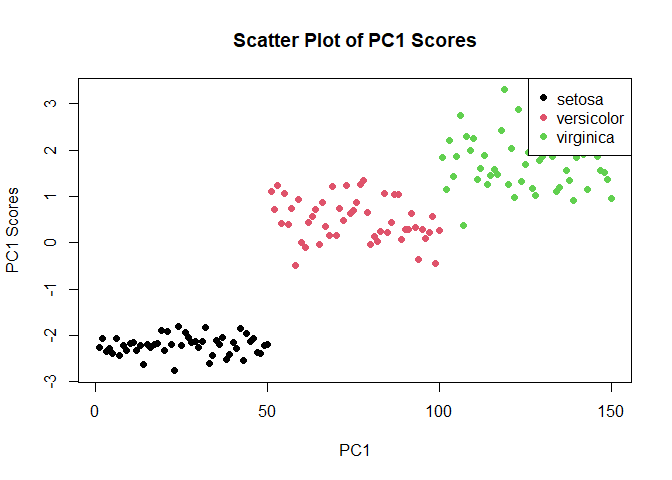 Scatter Plot of PC1 Scores
setosa
versicolor
virginica
PC1 Scores
3
2
1
0
-1
-2
-3
0
50
100
150
PC1